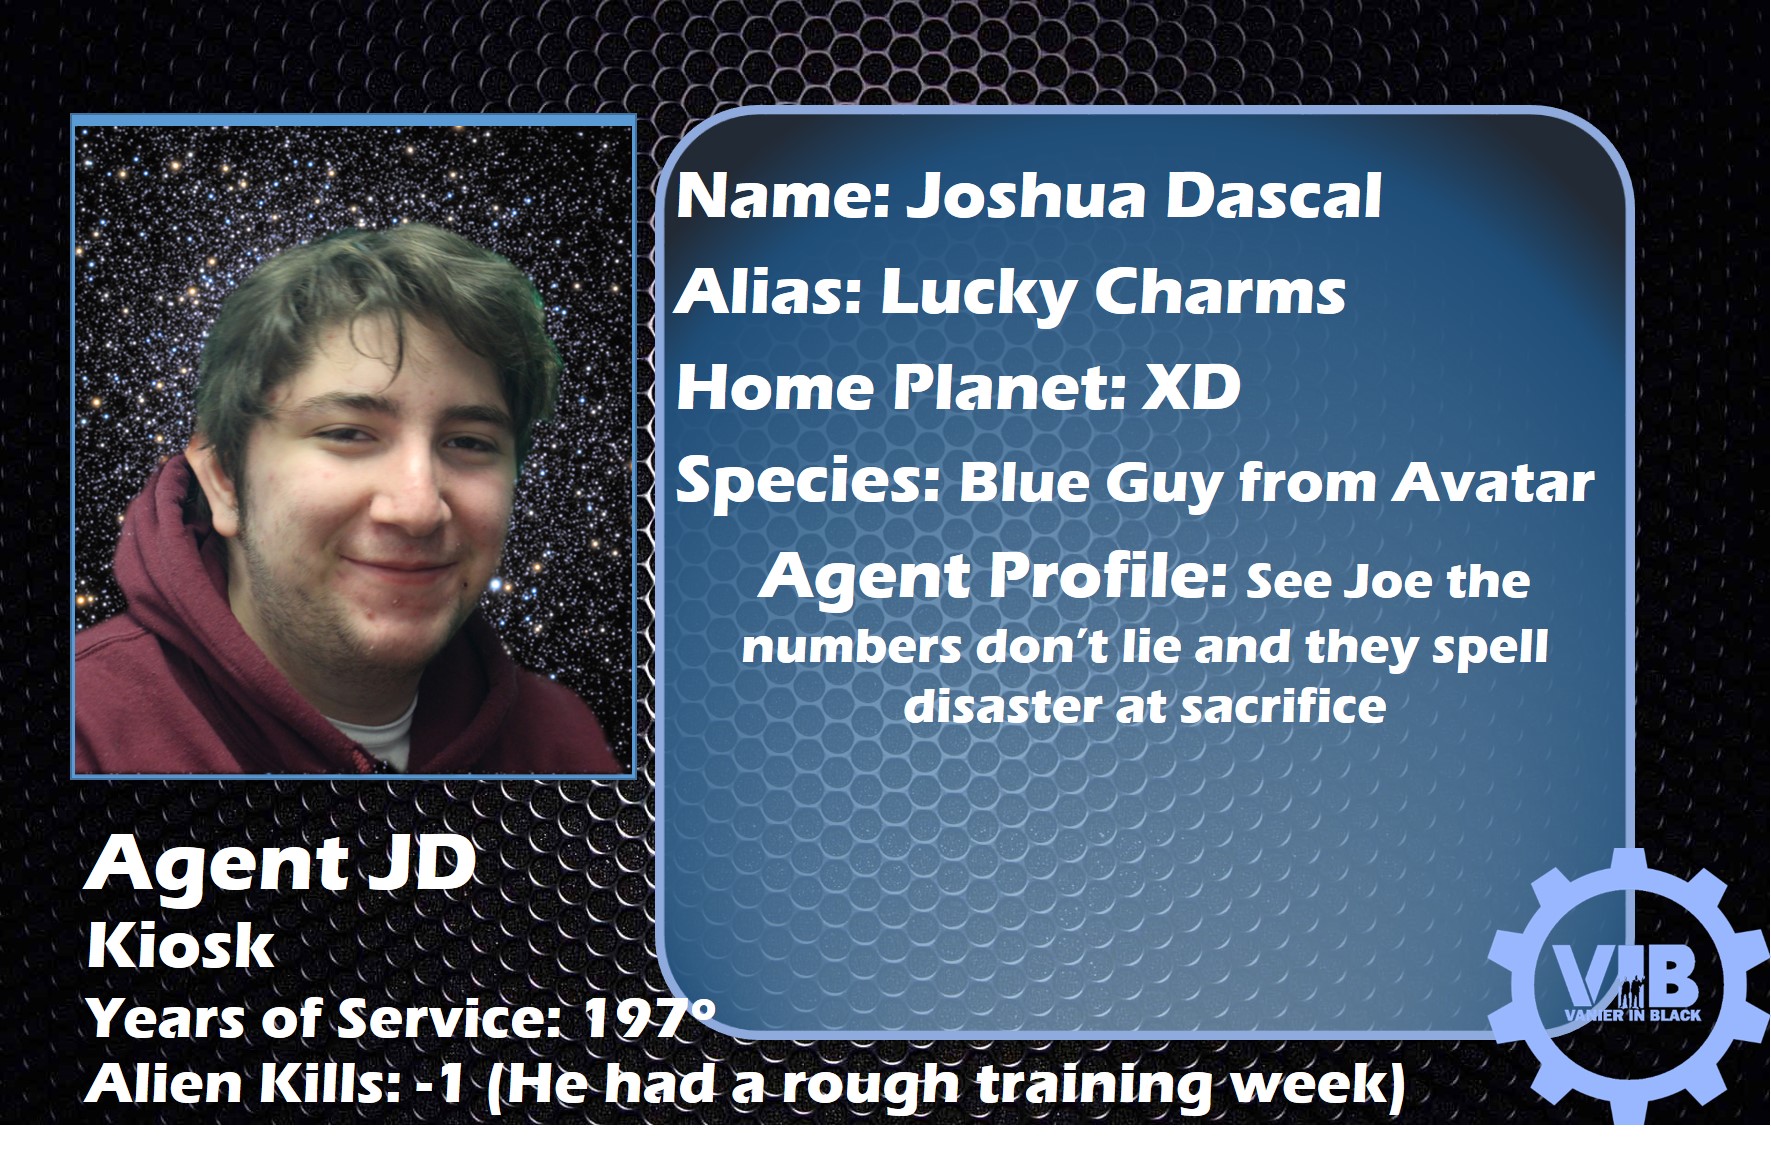 Name: Joshua Dascal
Alias: Lucky Charms
Home Planet: XD
Species: Blue Guy from Avatar
Agent Profile: See Joe the
numbers don't lie and they spell
disaster at sacrifice
Agent JD
Kiosk
Years of Service: 197º
Alien Kills: -1 (He had a rough training week)
VIB
VANIER IN BLACK